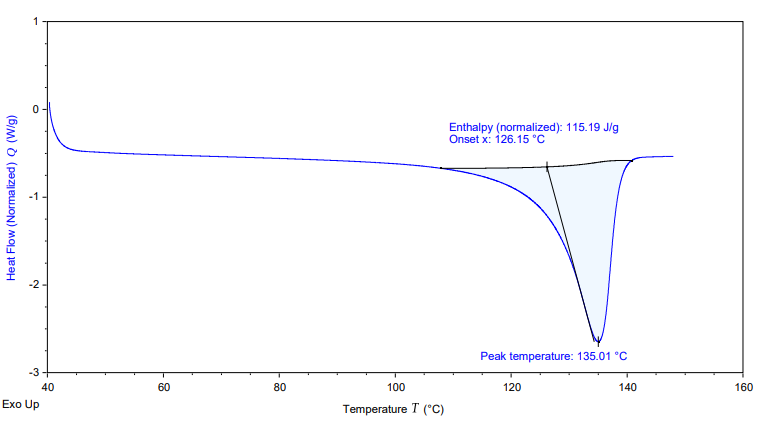 1
0
-1
-2
-3
Heat Flow (Normalized) Q (W/g)
Enthalpy (normalized): 115.19 J/g
Onset x: 126.15 °C
Peak temperature: 135.01 °C
40 60 80 100 120 140 160
Exo Up
Temperature T (°C)